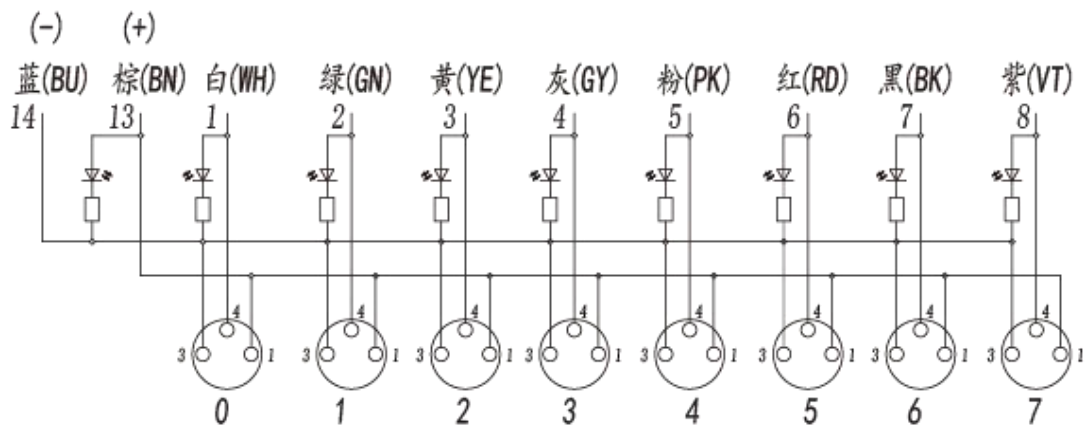 (-) (+)
蓝(BU) 棕(BN) 白(WH) 绿(GN) 黄(YE) 灰(GY) 粉(PK) 红(RD) 黑(BK) 紫(VT)
14 13 1 2 3 4 5 6 7 8
4 4 4 4 4 4 4 4
3 1 3 1 3 1 3 1 3 1 3 1 3 1 3 1
0 1 2 3 4 5 6 7